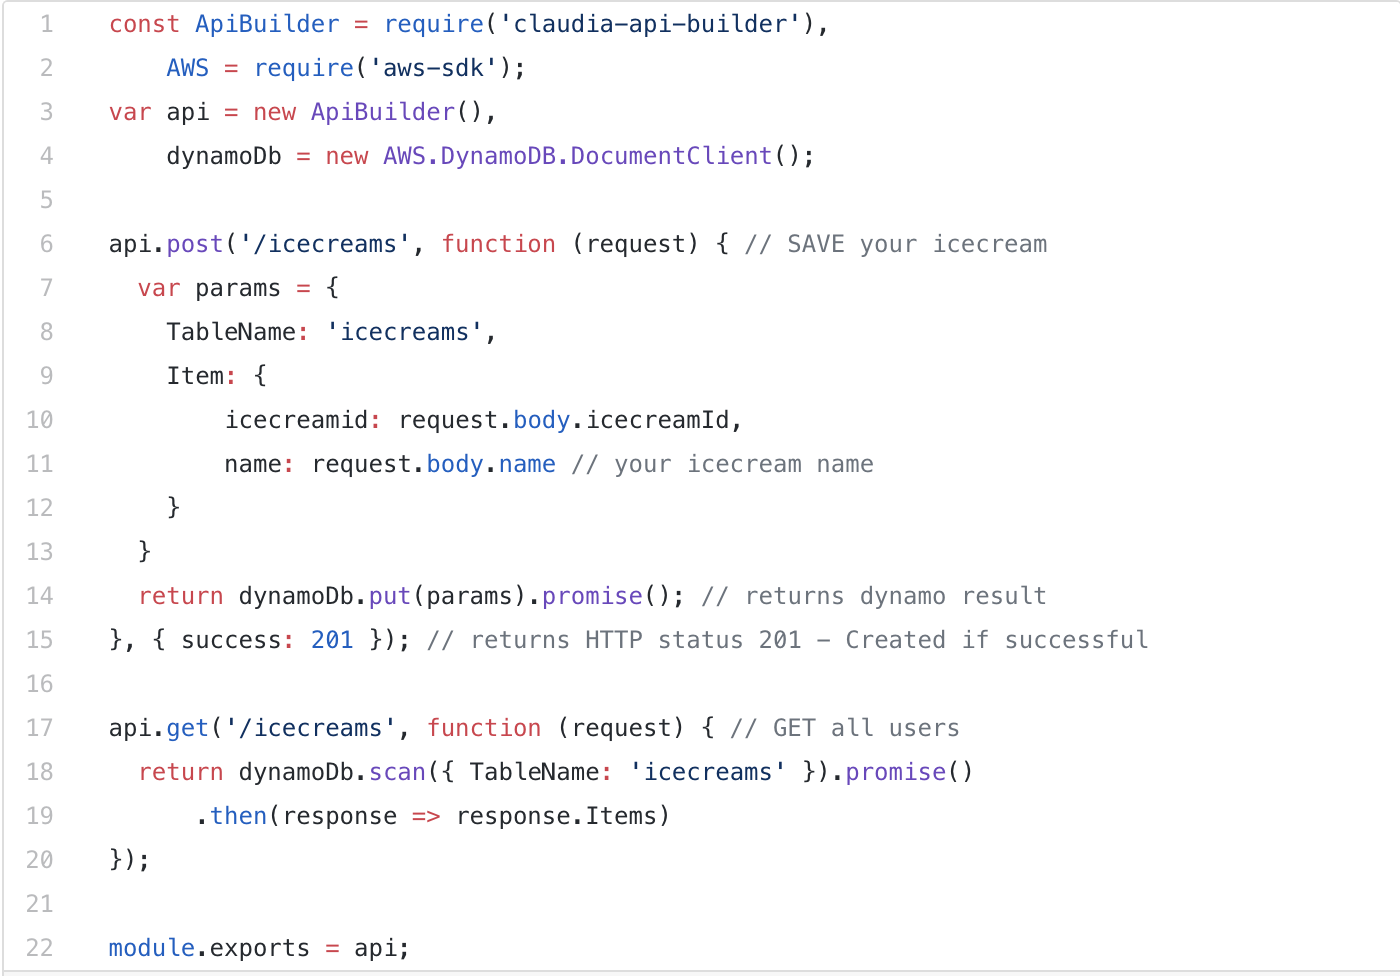 1 const ApiBuilder = require('claudia-api-builder'),
2     AWS = require('aws-sdk');
3 var api = new ApiBuilder(),
4     dynamoDb = new AWS.DynamoDB.DocumentClient();
5
6 api.post('/icecreams', function (request) { // SAVE your icecream
7   var params = {
8     TableName: 'icecreams',
9     Item: {
10         icecreamid: request.body.icecreamId,
11         name: request.body.name // your icecream name
12     }
13   }
14   return dynamoDb.put(params).promise(); // returns dynamo result
15 }, { success: 201 }); // returns HTTP status 201 - Created if successful
16
17 api.get('/icecreams', function (request) { // GET all users
18   return dynamoDb.scan({ TableName: 'icecreams' }).promise()
19       .then(response => response.Items)
20 });
21
22 module.exports = api;